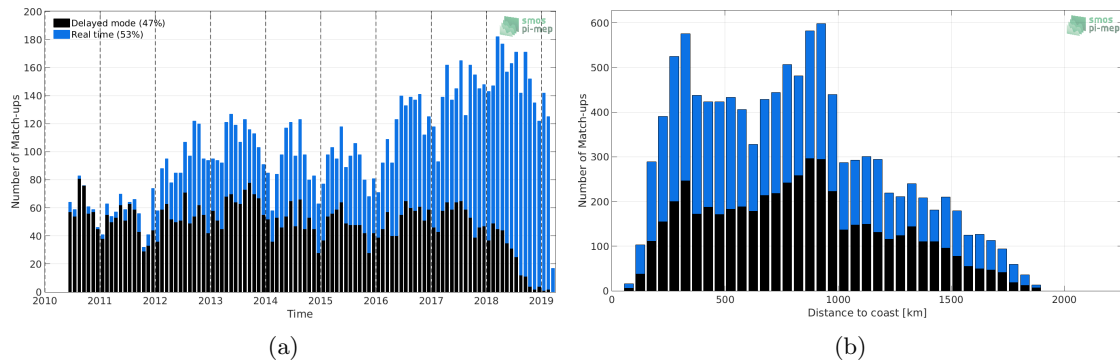 Delayed mode (47%)
Real time (53%)
smos
pi-mep
Number of Match-ups
200
180
160
140
120
100
80
60
40
20
0
2010 2011 2012 2013 2014 2015 2016 2017 2018 2019
Time
(a)
smos
pi-mep
Number of Match-ups
600
500
400
300
200
100
0
0 500 1000 1500 2000
Distance to coast [km]
(b)